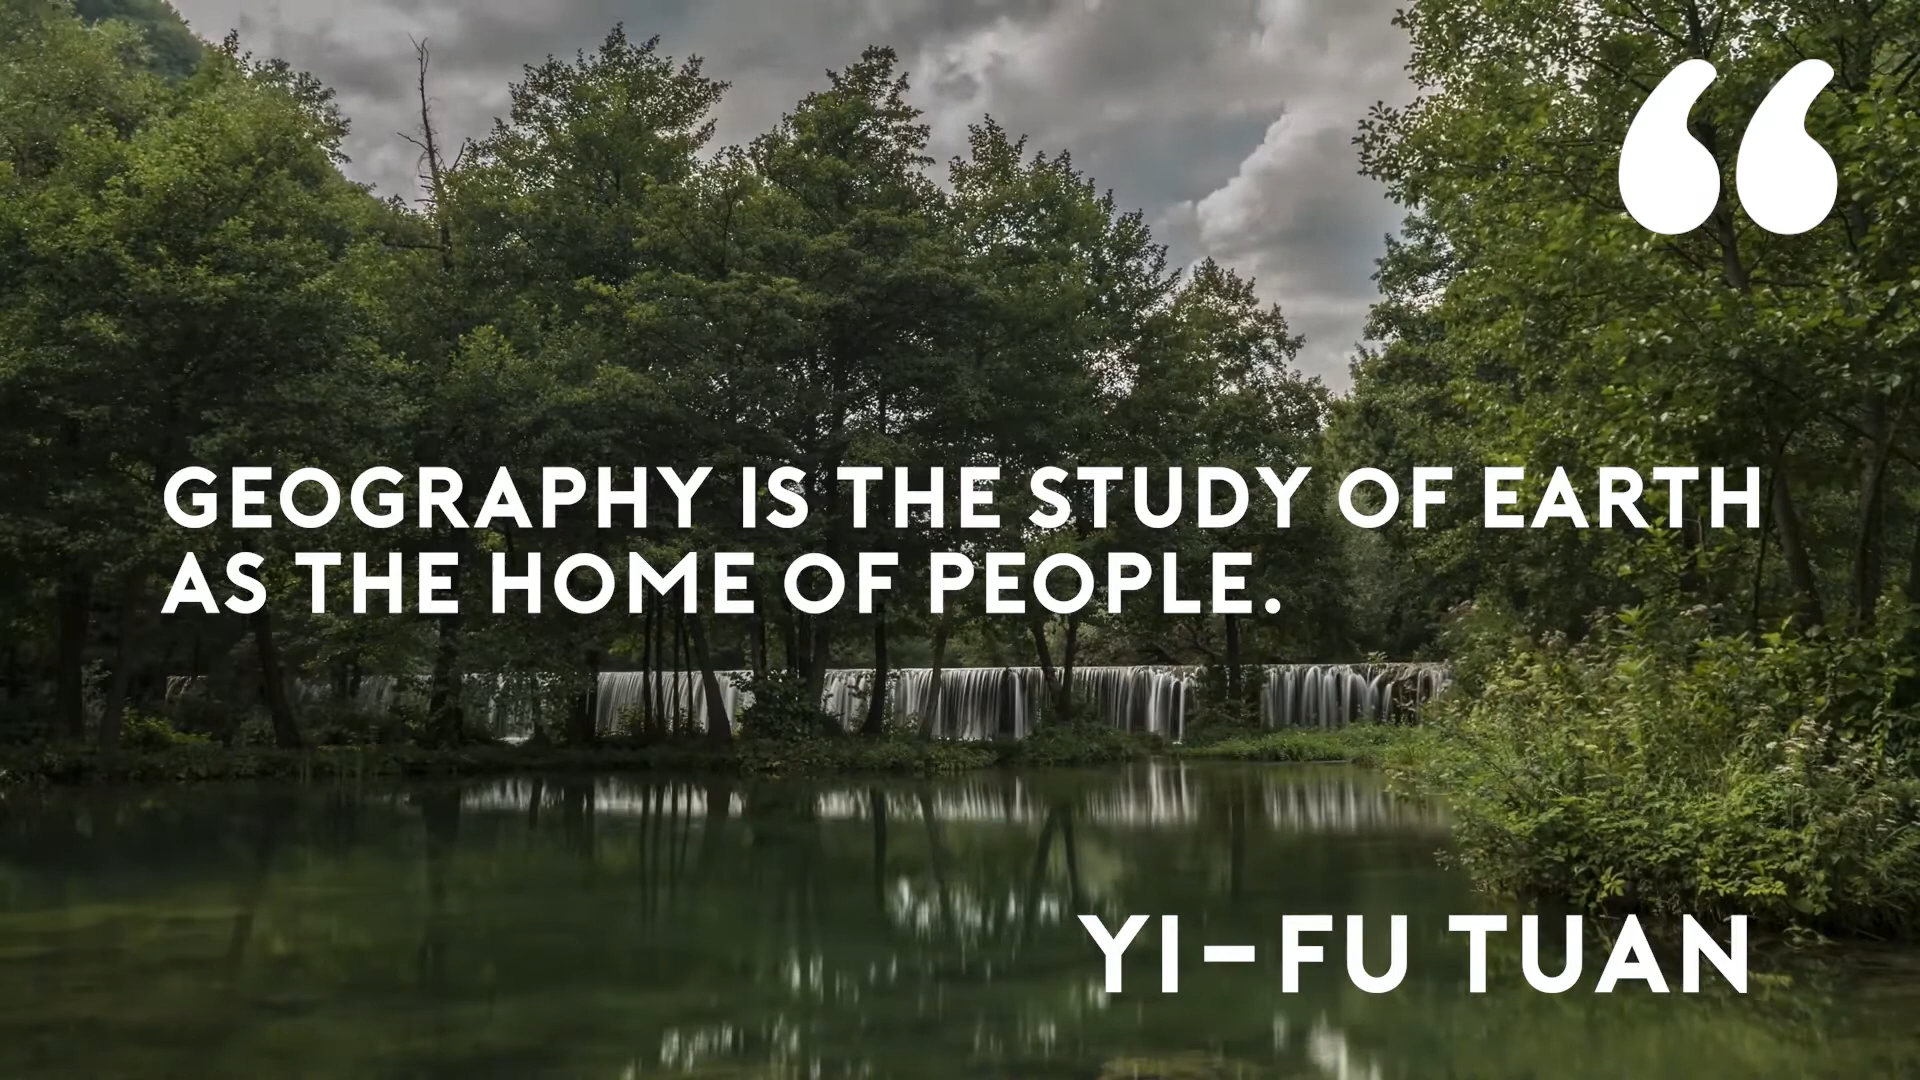 “
GEOGRAPHY IS THE STUDY OF EARTH
AS THE HOME OF PEOPLE.
YI-FU TUAN